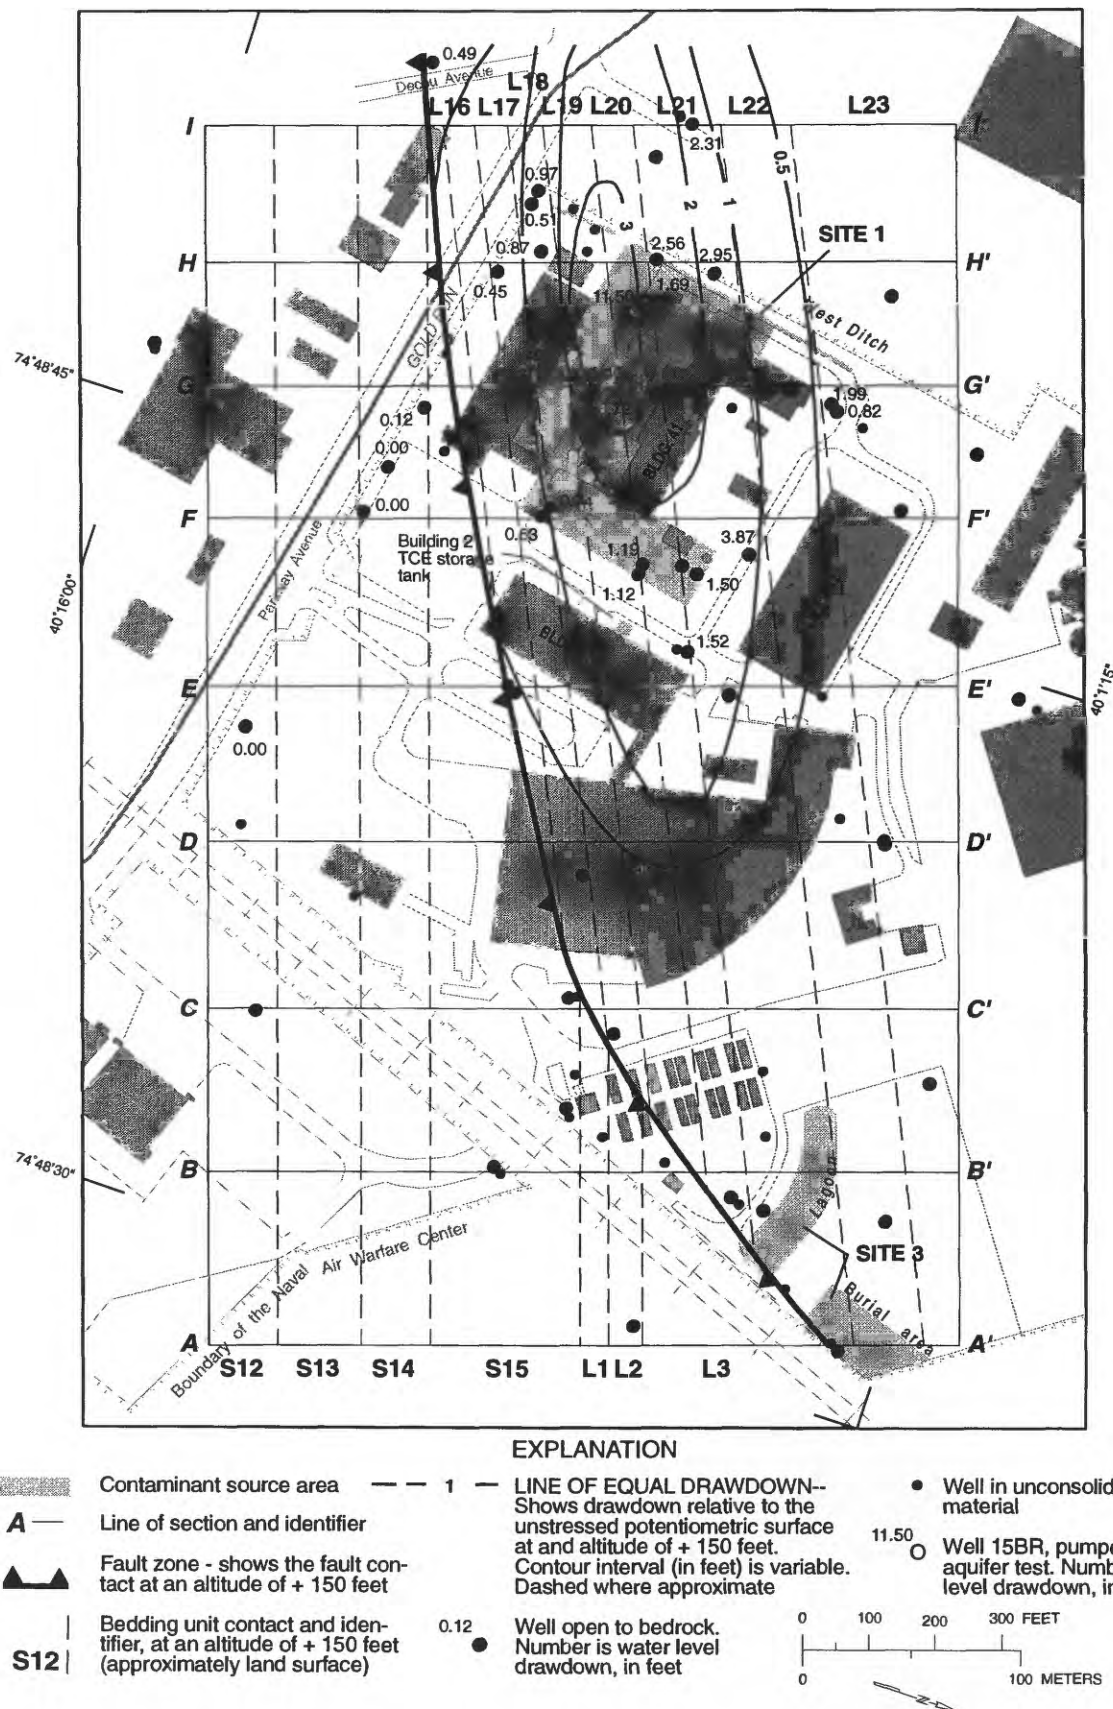 0.49
Decou Avenue
L18
L16 L17 L19 L20 L21 L22 L23
I I'
2.31
0.5
0.97
0.51
3
2
1
SITE 1
0.87
2.56
2.95
H H'
0.45
11.50
1.69
West Ditch
74°48'45"
G G'
1.99
0.82
0.12
0.00
BLDG 41
0.00
F F'
0.53
3.87
Building 2
TCE storage
tank
1.19
1.12
1.50
Parkway Avenue
40°16'00"
1.52
E E'
40°1'15"
0.00
D D'
C C'
74°48'30"
B B'
Lagoon
SITE 3
Boundary of the Naval Air Warfare Center
Burial area
A A'
S12 S13 S14 S15 L1 L2 L3
EXPLANATION
Contaminant source area
A Line of section and identifier
Fault zone - shows the fault con-
tact at an altitude of + 150 feet
S12 Bedding unit contact and iden-
tifier, at an altitude of + 150 feet
(approximately land surface)
1 LINE OF EQUAL DRAWDOWN--
Shows drawdown relative to the
unstressed potentiometric surface
at and altitude of + 150 feet.
Contour interval (in feet) is variable.
Dashed where approximate
0.12 Well open to bedrock.
Number is water level
drawdown, in feet
Well in unconsolid
material
11.50 Well 15BR, pumpe
aquifer test. Numb
level drawdown, in
0 100 200 300 FEET
0 100 METERS
N